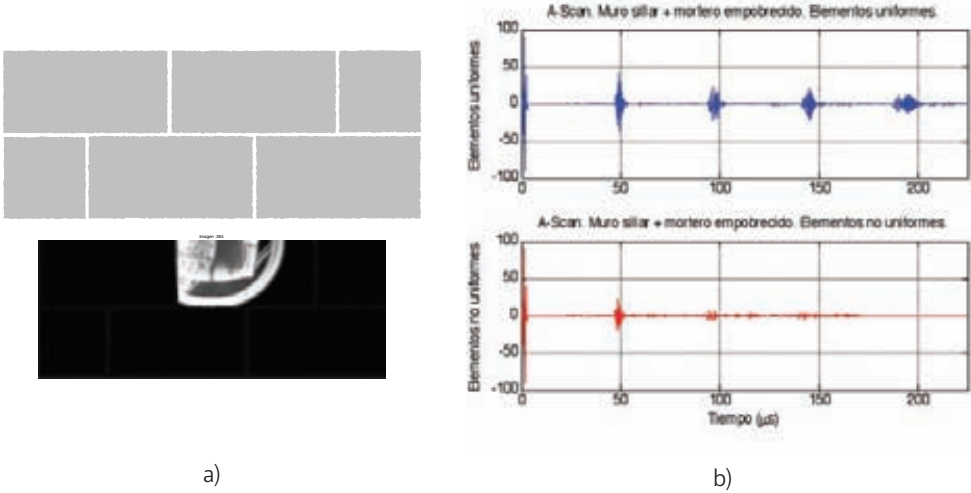 Imagen 264
a)
A-Scan. Muro sillar + mortero empobrecido. Elementos uniformes.
Elementos uniformes
100
50
0
-50
-100
0
50
100
150
200
A-Scan. Muro sillar + mortero empobrecido. Elementos no uniformes
Elementos no uniformes
100
50
0
-50
-100
0
50
100
150
200
Tiempo (μs)
b)